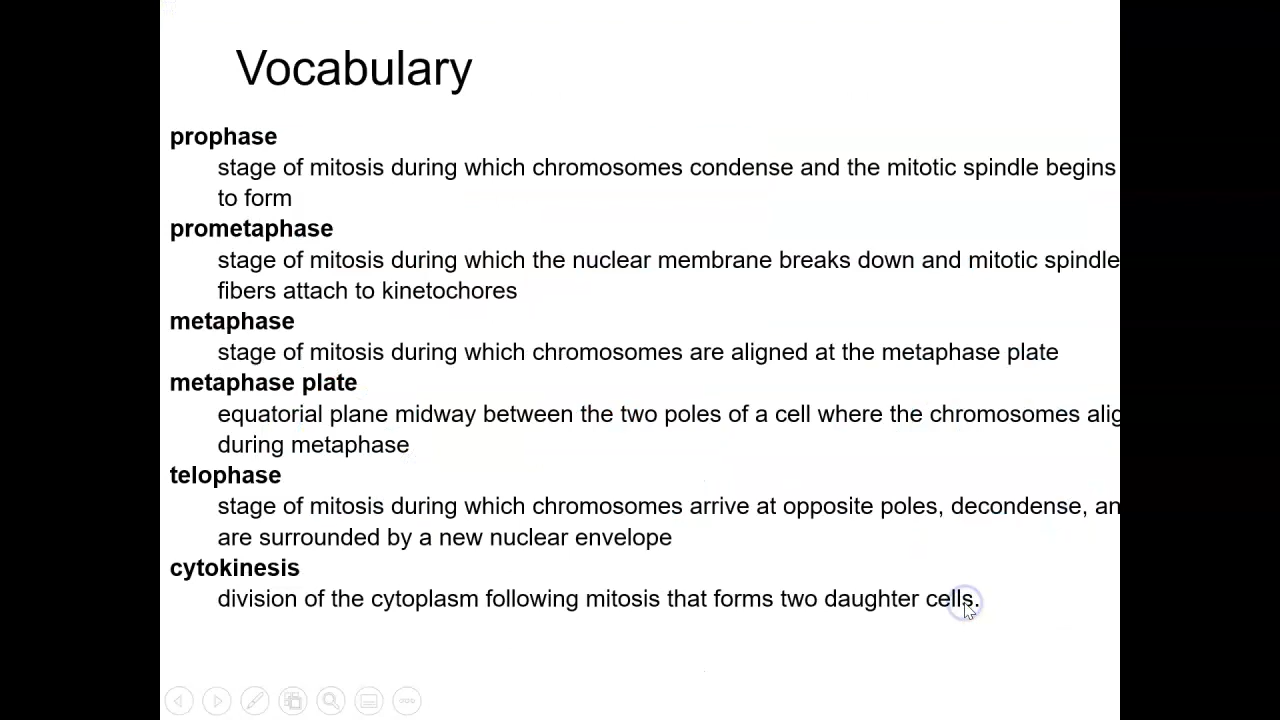 Vocabulary
prophase
stage of mitosis during which chromosomes condense and the mitotic spindle begins
to form
prometaphase
stage of mitosis during which the nuclear membrane breaks down and mitotic spindle
fibers attach to kinetochores
metaphase
stage of mitosis during which chromosomes are aligned at the metaphase plate
metaphase plate
equatorial plane midway between the two poles of a cell where the chromosomes alig
during metaphase
telophase
stage of mitosis during which chromosomes arrive at opposite poles, decondense, an
are surrounded by a new nuclear envelope
cytokinesis
division of the cytoplasm following mitosis that forms two daughter cells.